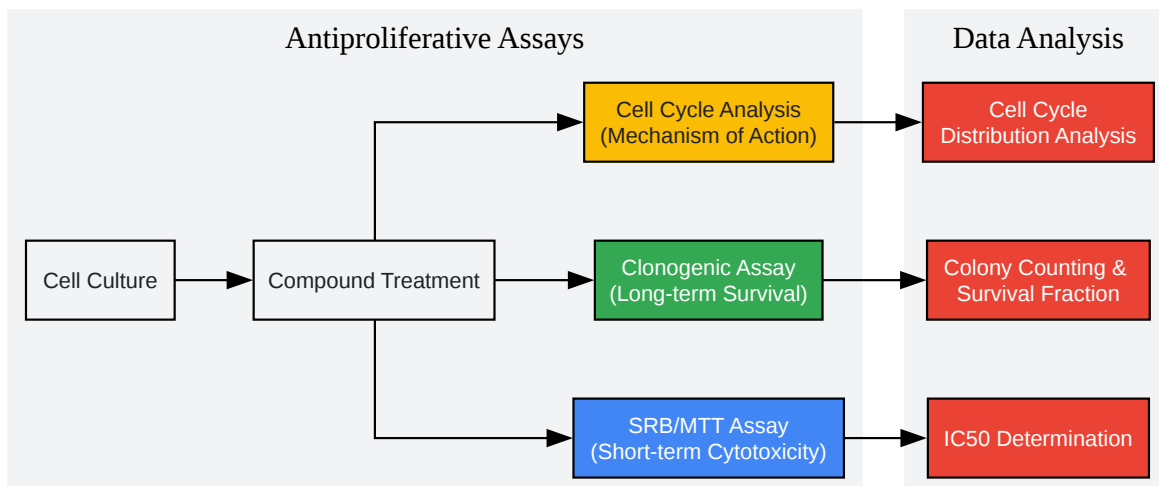 Antiproliferative Assays
Data Analysis
Cell Cycle Analysis
(Mechanism of Action)
Cell Cycle
Distribution Analysis
Cell Culture
Compound Treatment
Clonogenic Assay
(Long-term Survival)
Colony Counting &
Survival Fraction
SRB/MTT Assay
(Short-term Cytotoxicity)
IC50 Determination